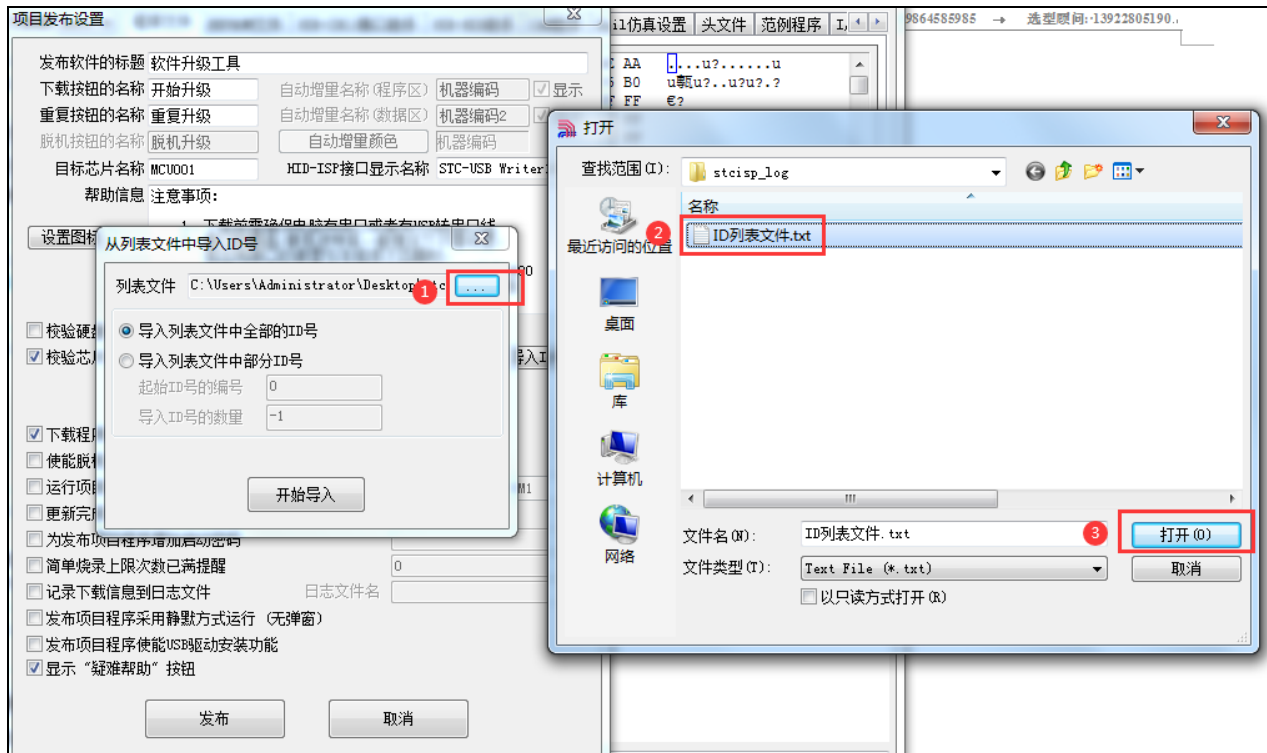 项目发布设置
发布软件的标题 软件升级工具
下载按钮的名称 开始升级 自动增量名称(程序区) 机器编码 显示
重复按钮的名称 重复升级 自动增量名称(数据区) 机器编码2
脱机按钮的名称 脱机升级 自动增量颜色 机器编码
目标芯片名称 MCU001 HID-ISP接口显示名称 STC-USB Writer
帮助信息 注意事项:
设置图标
校验硬盘
校验芯片
下载程序
使能脱机
运行项目
更新完成
为发布项目程序增加启动密码
简单烧录上限次数已满提醒 0
记录下载信息到日志文件 日志文件名
发布项目程序采用静默方式运行 (无弹窗)
发布项目程序使能USB驱动安装功能
显示“疑难帮助”按钮
发布 取消
从列表文件中导入ID号
列表文件 C:\Users\Administrator\Desktop 1 ...
导入列表文件中全部的ID号
导入列表文件中部分ID号
起始ID号的编号 0
导入ID号的数量 -1
开始导入
仿真设置 头文件 范例程序
9864585985 → 选型顾问:13922805190.
AA ....u?......u
B0 u甄u?..u?u?.?
FF €?
打开
查找范围(I): stcisp_log
名称
2 ID列表文件.txt
最近访问的位置
桌面
库
计算机
网络
文件名(N): ID列表文件.txt 3 打开(O)
文件类型(T): Text File (*.txt) 取消
以只读方式打开(R)